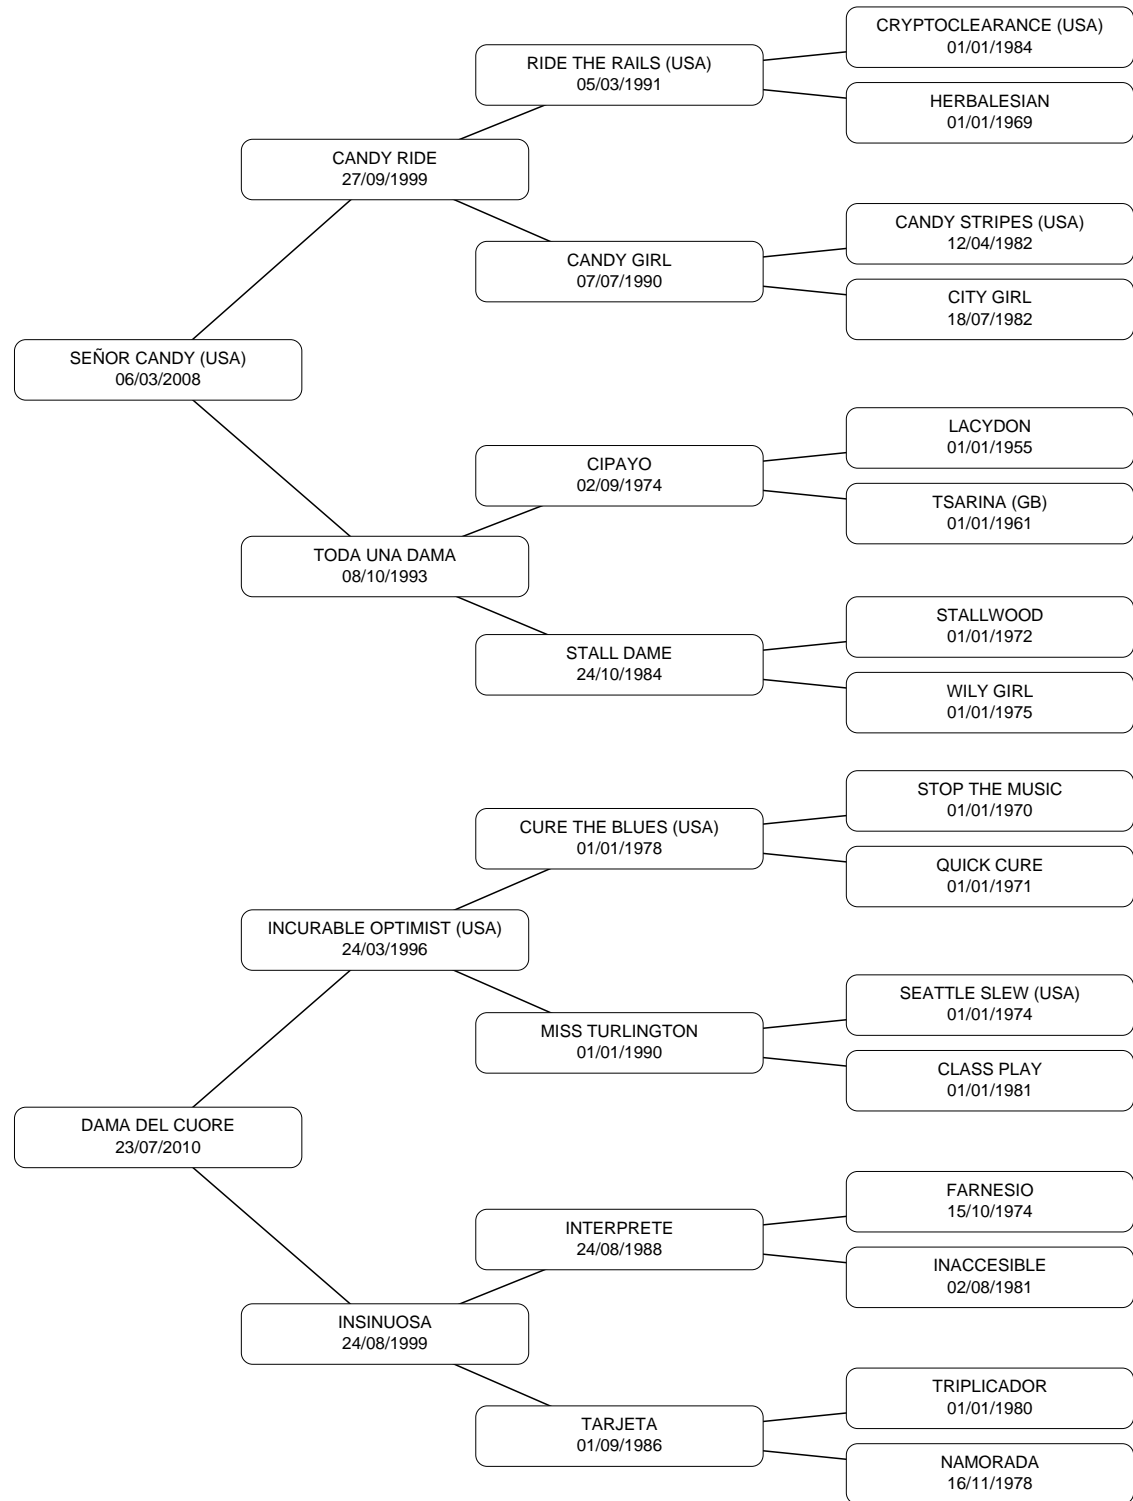 CRYPTOCLEARANCE (USA)
01/01/1984
RIDE THE RAILS (USA)
05/03/1991
HERBALESIAN
01/01/1969
CANDY RIDE
27/09/1999
CANDY STRIPES (USA)
12/04/1982
CANDY GIRL
07/07/1990
CITY GIRL
18/07/1982
SEÑOR CANDY (USA)
06/03/2008
LACYDON
01/01/1955
CIPAYO
02/09/1974
TSARINA (GB)
01/01/1961
TODA UNA DAMA
08/10/1993
STALLWOOD
01/01/1972
STALL DAME
24/10/1984
WILY GIRL
01/01/1975
STOP THE MUSIC
01/01/1970
CURE THE BLUES (USA)
01/01/1978
QUICK CURE
01/01/1971
INCURABLE OPTIMIST (USA)
24/03/1996
SEATTLE SLEW (USA)
01/01/1974
MISS TURLINGTON
01/01/1990
CLASS PLAY
01/01/1981
DAMA DEL CUORE
23/07/2010
FARNESIO
15/10/1974
INTERPRETE
24/08/1988
INACCESIBLE
02/08/1981
INSINUOSA
24/08/1999
TRIPLICADOR
01/01/1980
TARJETA
01/09/1986
NAMORADA
16/11/1978